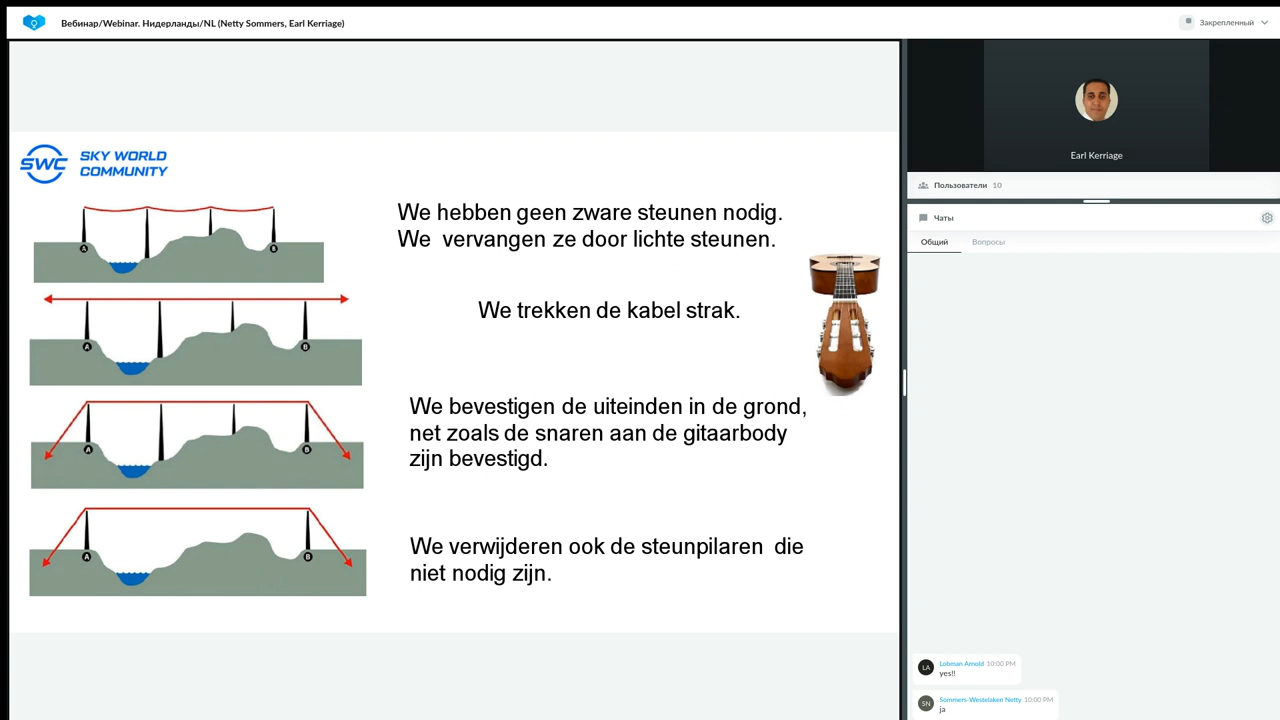 Вебинар/Webinar. Нидерланды/NL (Netty Sommers, Earl Kerriage)
Закрепленный
SWC SKY WORLD
COMMUNITY
We hebben geen zware steunen nodig.
We vervangen ze door lichte steunen.
A
B
We trekken de kabel strak.
A
B
We bevestigen de uiteinden in de grond,
net zoals de snaren aan de gitaarbody
zijn bevestigd.
A
B
We verwijderen ook de steunpilaren die
niet nodig zijn.
A
B
Earl Kerriage
Пользователи 10
Чаты
Общий Вопросы
LA Lobman Arnold 10:00 PM
yes!!
SN Sommers-Westelaken Netty 10:00 PM
ja